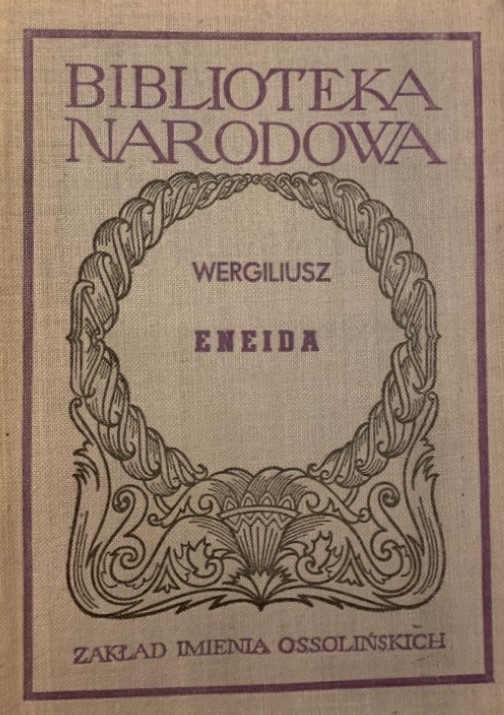 BIBLIOTEKA
NARODOWA
WERGILIUSZ
ENEIDA
ZAKŁAD IMIENIA OSSOLIŃSKICH